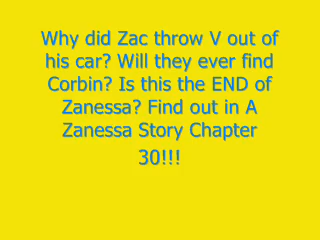 Why did Zac throw V out of
his car? Will they ever find
Corbin? Is this the END of
Zanessa? Find out in A
Zanessa Story Chapter
30!!!